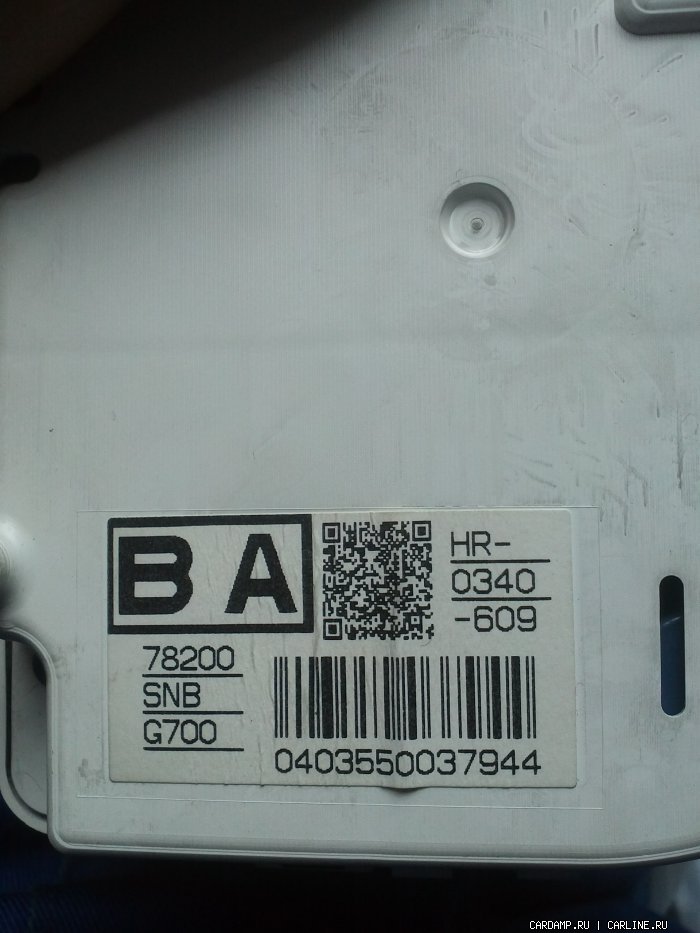 BA
HR-
0340
-609
78200
SNB
G700
0403550037944
CARDAMP.RU | CARLINE.RU